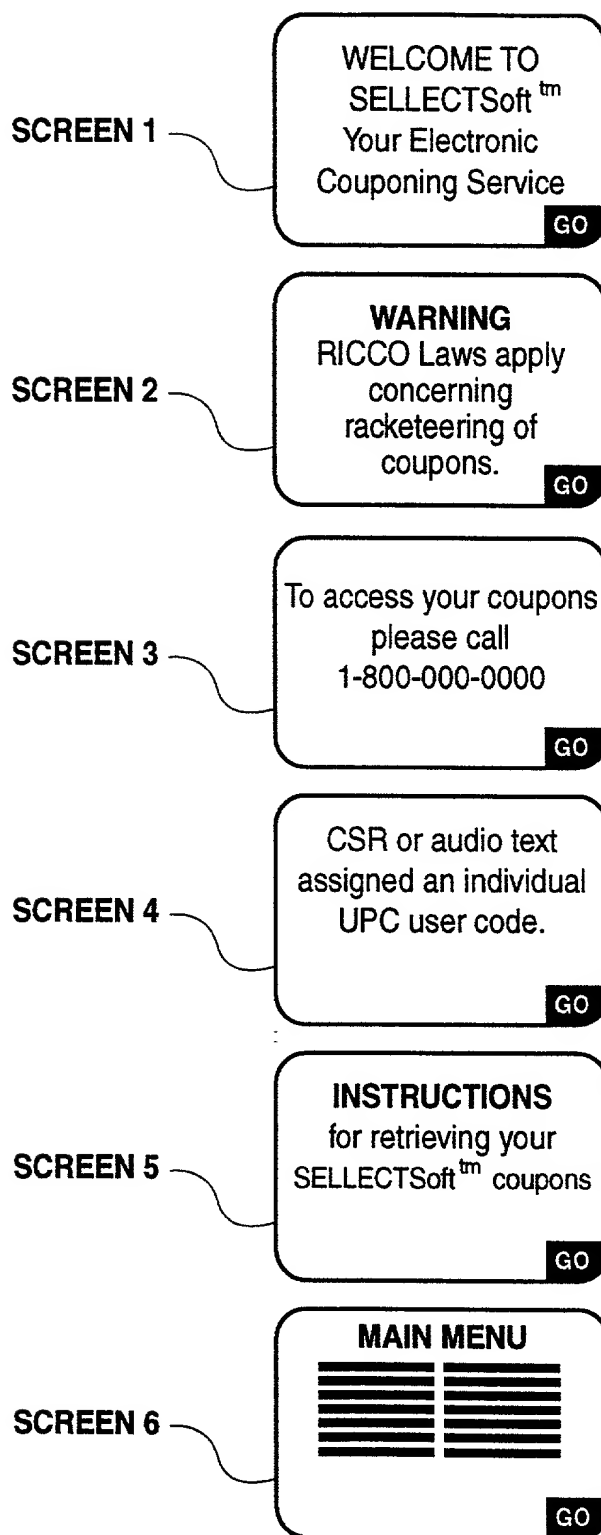 SCREEN 1
WELCOME TO
SELLECTSoft tm
Your Electronic
Couponing Service
GO
SCREEN 2
WARNING
RICCO Laws apply
concerning
racketeering of
coupons.
GO
SCREEN 3
To access your coupons
please call
1-800-000-0000
GO
SCREEN 4
CSR or audio text
assigned an individual
UPC user code.
GO
SCREEN 5
INSTRUCTIONS
for retrieving your
SELLECTSoft tm coupons
GO
SCREEN 6
MAIN MENU
GO